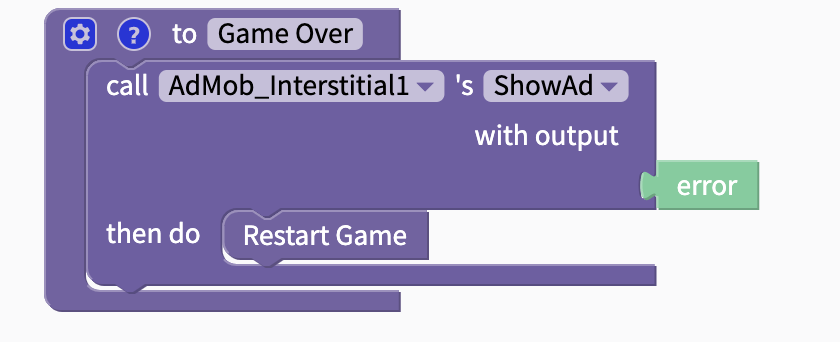 ? to Game Over
call AdMob_Interstitial1 's ShowAd
with output
error
then do Restart Game